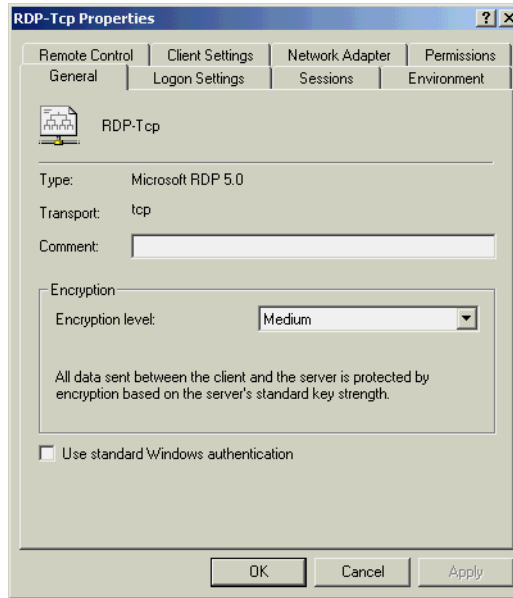 RDP-Tcp Properties
Remote Control Client Settings Network Adapter Permissions
General Logon Settings Sessions Environment
RDP-Tcp
Type: Microsoft RDP 5.0
Transport: tcp
Comment:
Encryption
Encryption level: Medium
All data sent between the client and the server is protected by
encryption based on the server's standard key strength.
Use standard Windows authentication
OK Cancel Apply